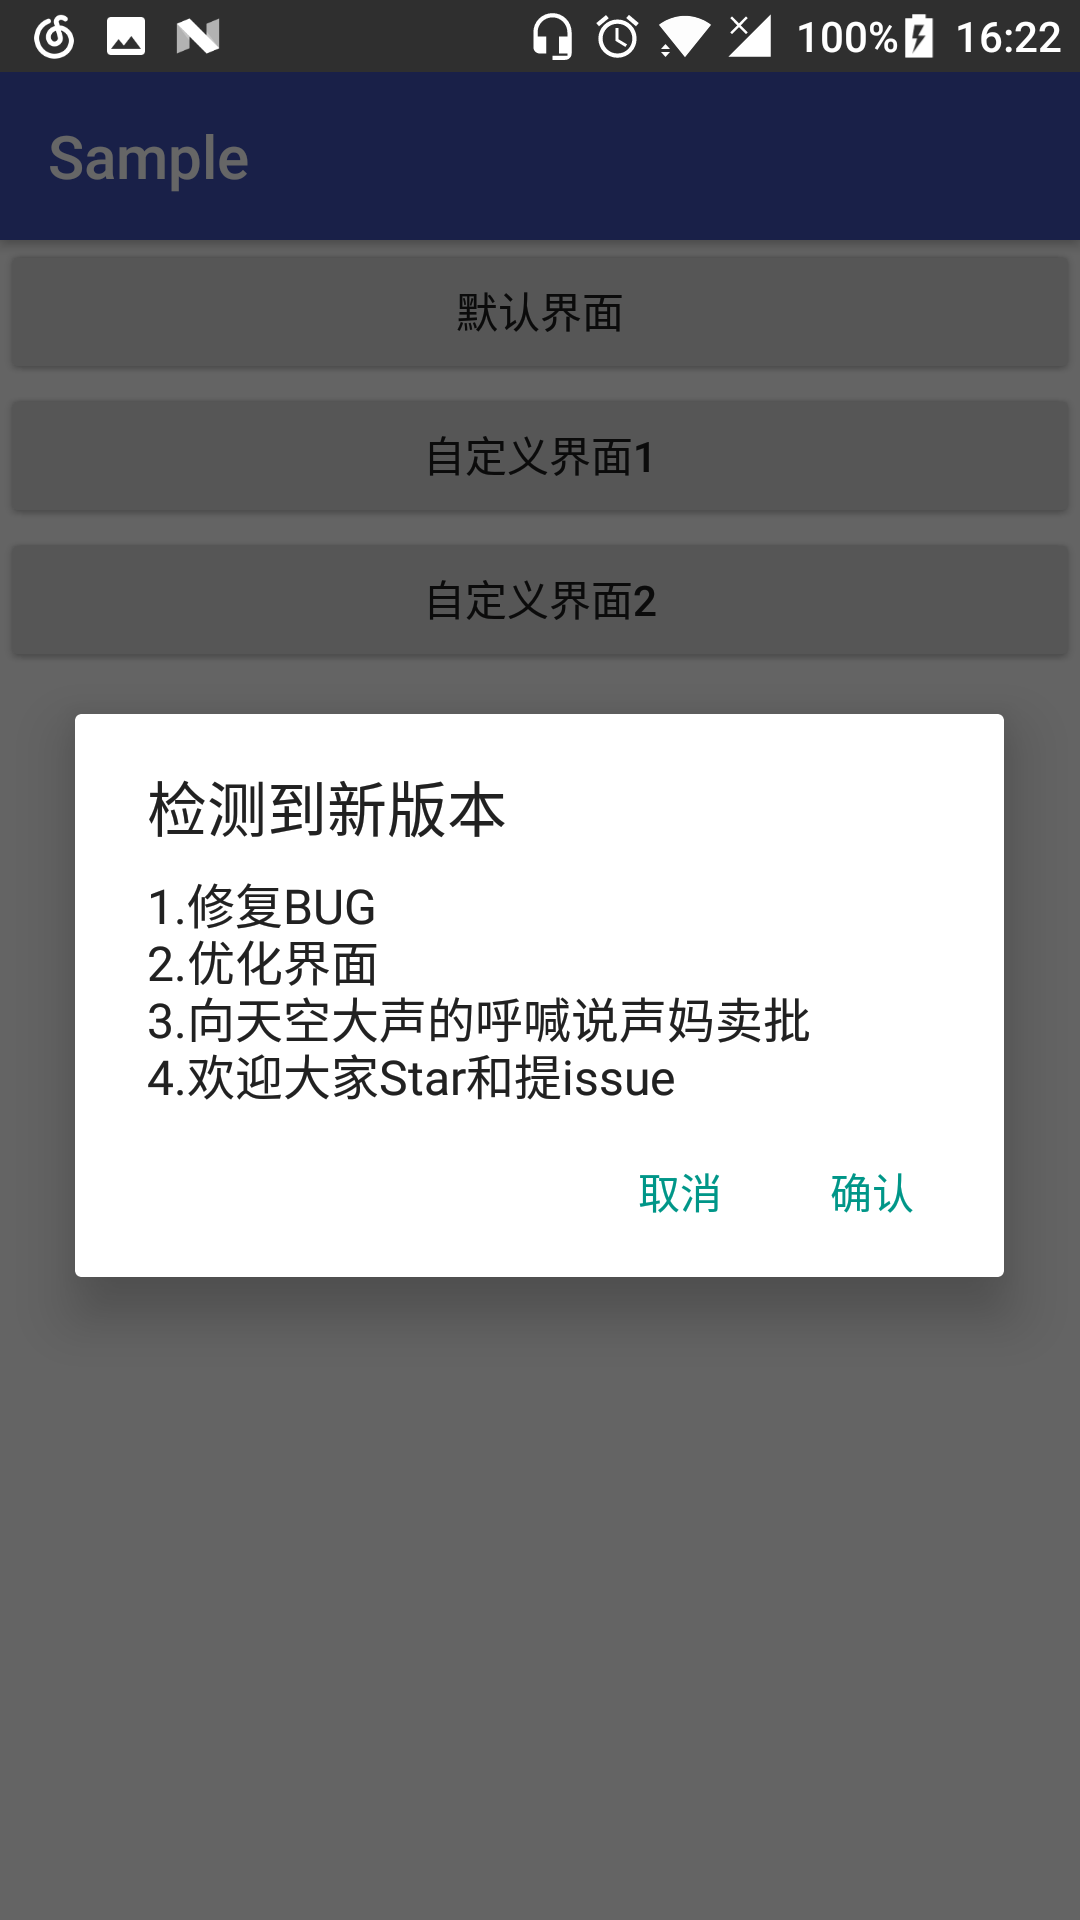 100% 16:22
Sample
默认界面
自定义界面1
自定义界面2
检测到新版本
1.修复BUG
2.优化界面
3.向天空大声的呼喊说声妈卖批
4.欢迎大家Star和提issue
取消 确认